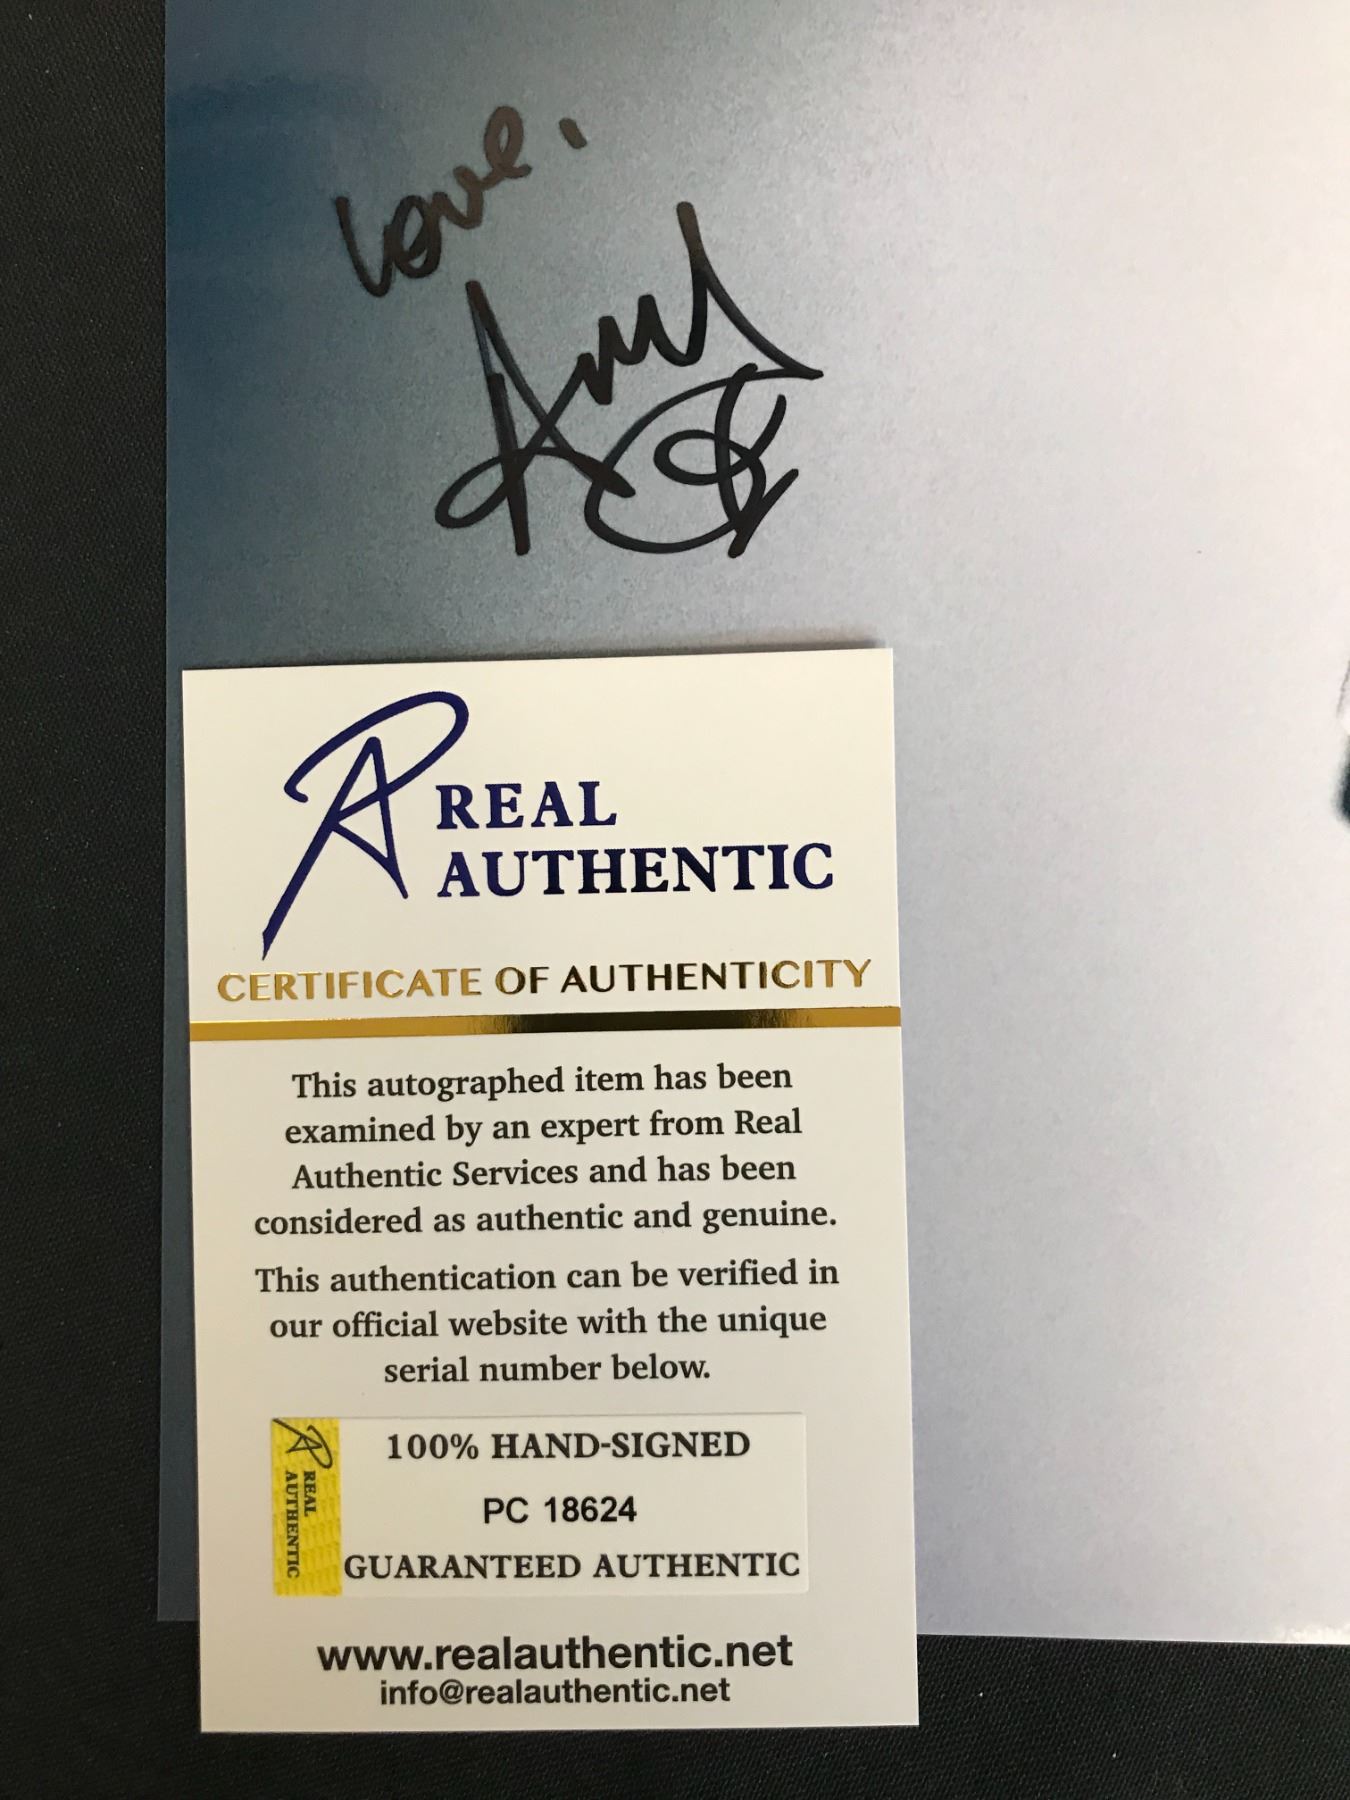 Love,
REAL
AUTHENTIC
CERTIFICATE OF AUTHENTICITY
This autographed item has been
examined by an expert from Real
Authentic Services and has been
considered as authentic and genuine.
This authentication can be verified in
our official website with the unique
serial number below.
REAL
AUTHENTIC
100% HAND-SIGNED
PC 18624
GUARANTEED AUTHENTIC
www.realauthentic.net
info@realauthentic.net